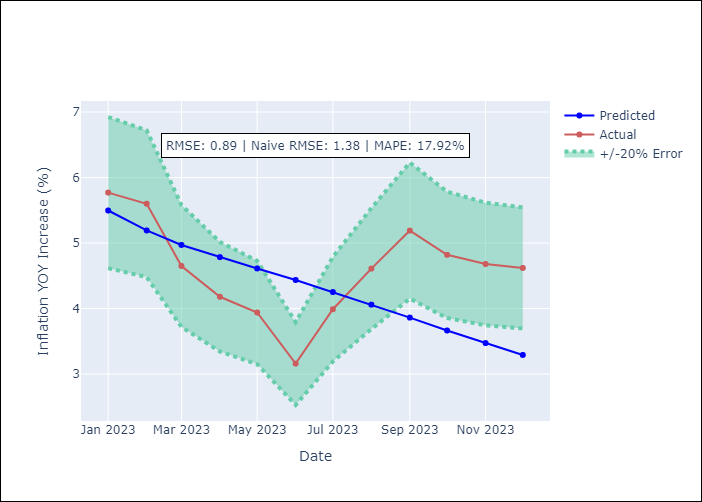 RMSE: 0.89 | Naive RMSE: 1.38 | MAPE: 17.92%
Predicted
Actual
+/-20% Error
Inflation YOY Increase (%)
7
6
5
4
3
Jan 2023
Mar 2023
May 2023
Jul 2023
Sep 2023
Nov 2023
Date